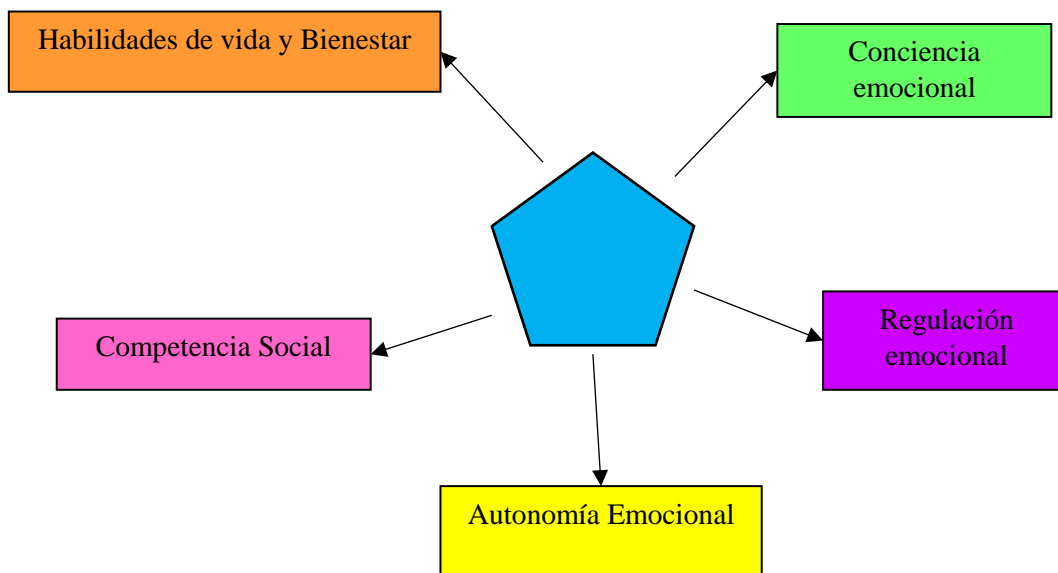 Habilidades de vida y Bienestar
Conciencia
emocional
Regulación
emocional
Competencia Social
Autonomía Emocional